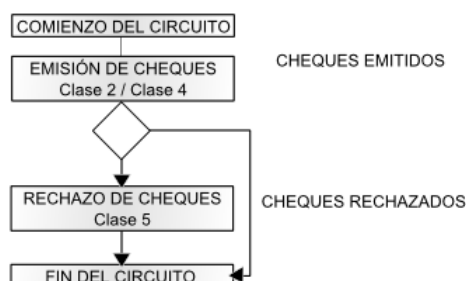 COMIENZO DEL CIRCUITO
EMISIÓN DE CHEQUES
Clase 2 / Clase 4
CHEQUES EMITIDOS
RECHAZO DE CHEQUES
Clase 5
CHEQUES RECHAZADOS
FIN DEL CIRCUITO